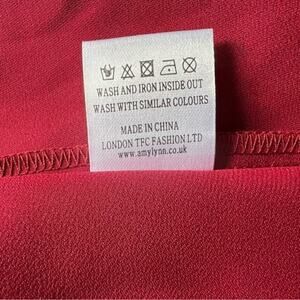 WASH AND IRON INSIDE OUT
WASH WITH SIMILAR COLOURS
MADE IN CHINA
LONDON TFC FASHION LTD
www.amylynn.co.uk